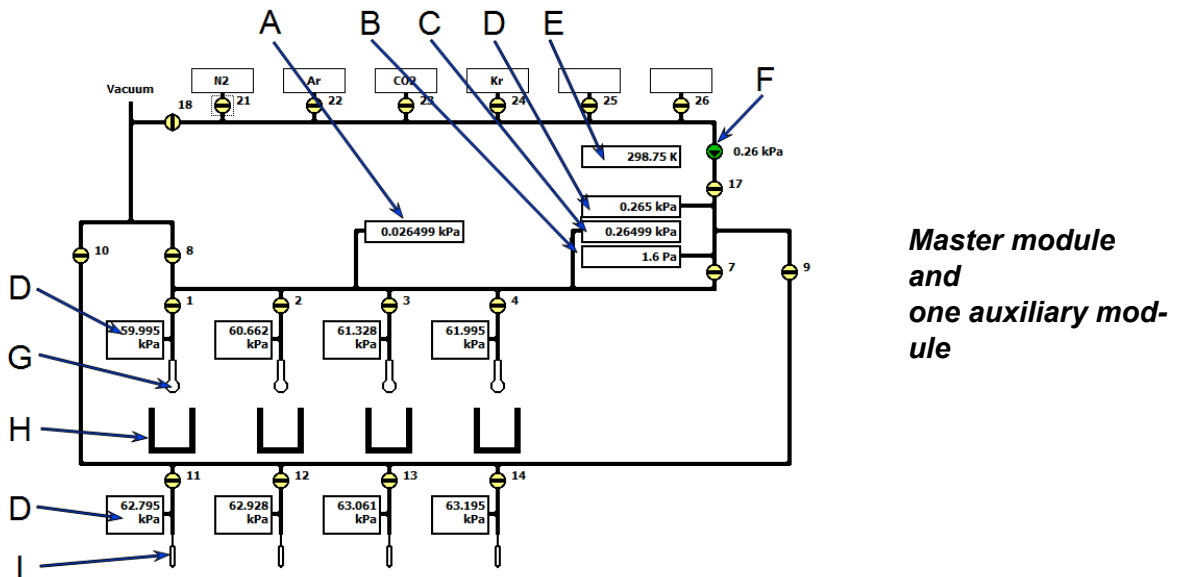 A
B
C
D
E
F
N2
Ar
CO2
Kr
Vacuum
18
21
22
23
24
25
26
298.75 K
0.26 kPa
17
0.265 kPa
0.026499 kPa
0.26499 kPa
1.6 Pa
10
8
7
9
Master module
and
one auxiliary mod-
ule
1
2
3
4
D
59.995
kPa
60.662
kPa
61.328
kPa
61.995
kPa
G
H
11
12
13
14
D
62.795
kPa
62.928
kPa
63.061
kPa
63.195
kPa
I